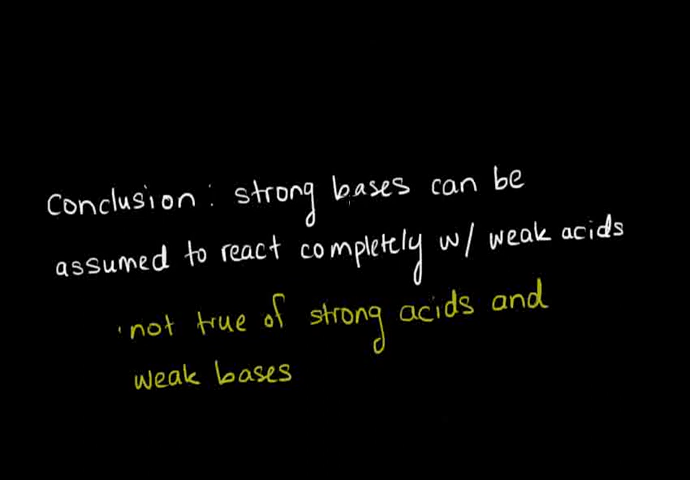 Conclusion: strong bases can be
assumed to react completely w/ weak acids
· not true of strong acids and
weak bases